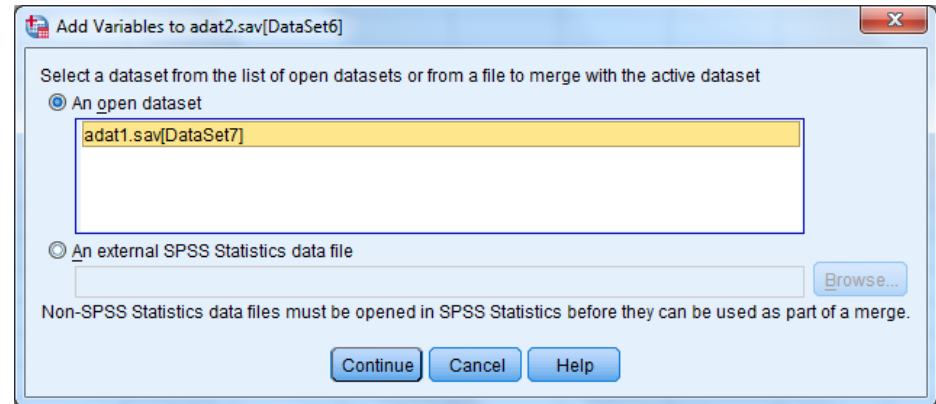 Add Variables to adat2.sav[DataSet6]
Select a dataset from the list of open datasets or from a file to merge with the active dataset
An open dataset
adat1.sav[DataSet7]
An external SPSS Statistics data file
Browse...
Non-SPSS Statistics data files must be opened in SPSS Statistics before they can be used as part of a merge.
Continue Cancel Help